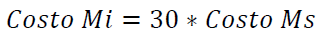 Costo Mi = 30 * Costo Ms